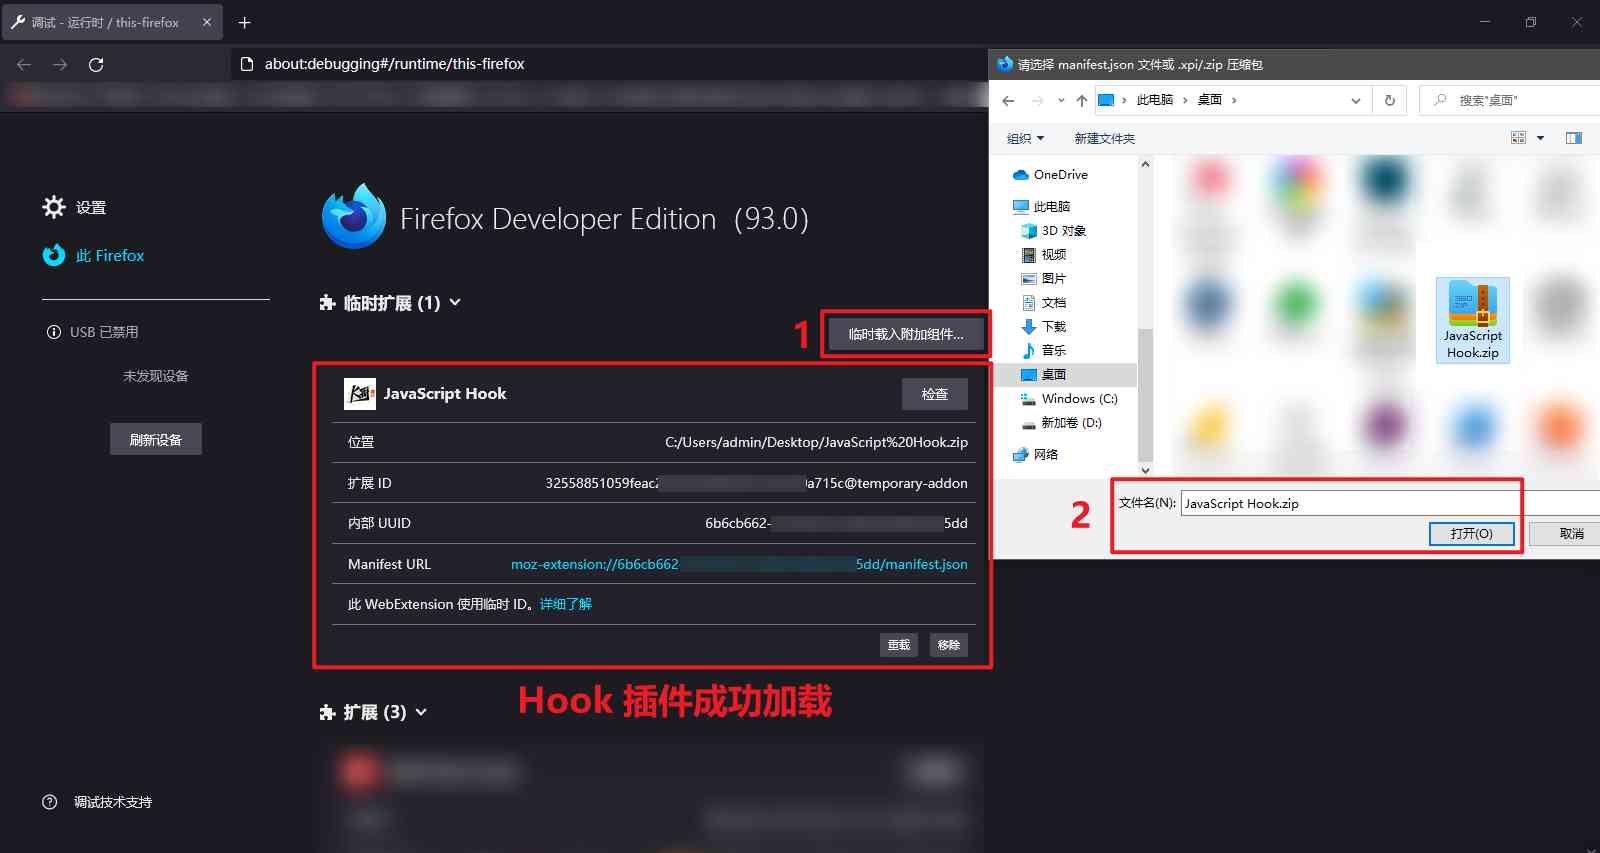 调试 - 运行时 / this-firefox
about:debugging#/runtime/this-firefox
设置
此 Firefox
USB 已禁用
未发现设备
刷新设备
调试技术支持
Firefox Developer Edition（93.0）
临时扩展 (1)
1
临时载入附加组件...
JavaScript Hook
检查
位置
C:/Users/admin/Desktop/JavaScript%20Hook.zip
扩展 ID
32558851059feac2
a715c@temporary-addon
内部 UUID
6b6cb662-
5dd
Manifest URL
moz-extension://6b6cb662
5dd/manifest.json
此 WebExtension 使用临时 ID。详细了解
重载
移除
Hook 插件成功加载
扩展 (3)
请选择 manifest.json 文件或 .xpi/.zip 压缩包
此电脑 › 桌面 ›
搜索"桌面"
组织
新建文件夹
OneDrive
此电脑
3D 对象
视频
图片
文档
下载
音乐
桌面
Windows (C:)
新加卷 (D:)
网络
JavaScript
Hook.zip
2
文件名(N):
JavaScript Hook.zip
打开(O)
取消